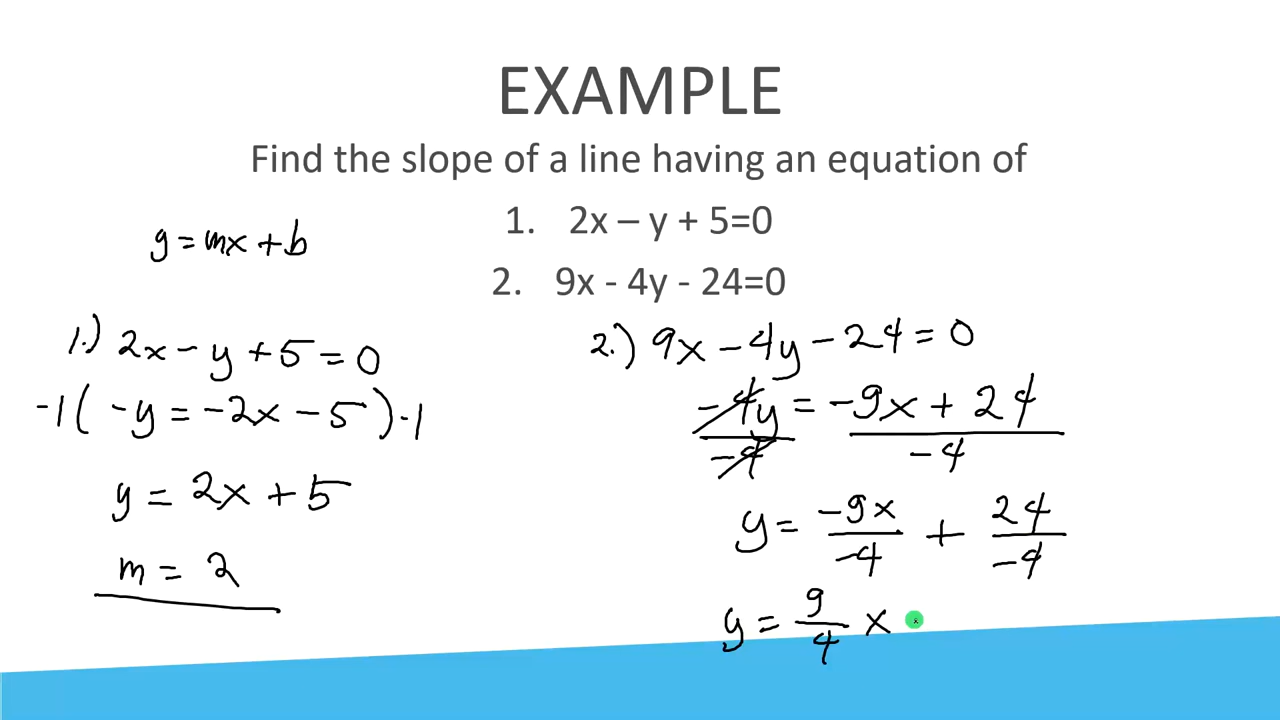 EXAMPLE
Find the slope of a line having an equation of
1. 2x – y + 5=0
2. 9x - 4y - 24=0
y = mx + b
1.) 2x - y + 5 = 0
-1 ( -y = -2x - 5 ) · -1
y = 2x + 5
m = 2
2.) 9x - 4y - 24 = 0
-4y = -9x + 24
-4 -4
y = -9x/-4 + 24/-4
y = 9/4 x